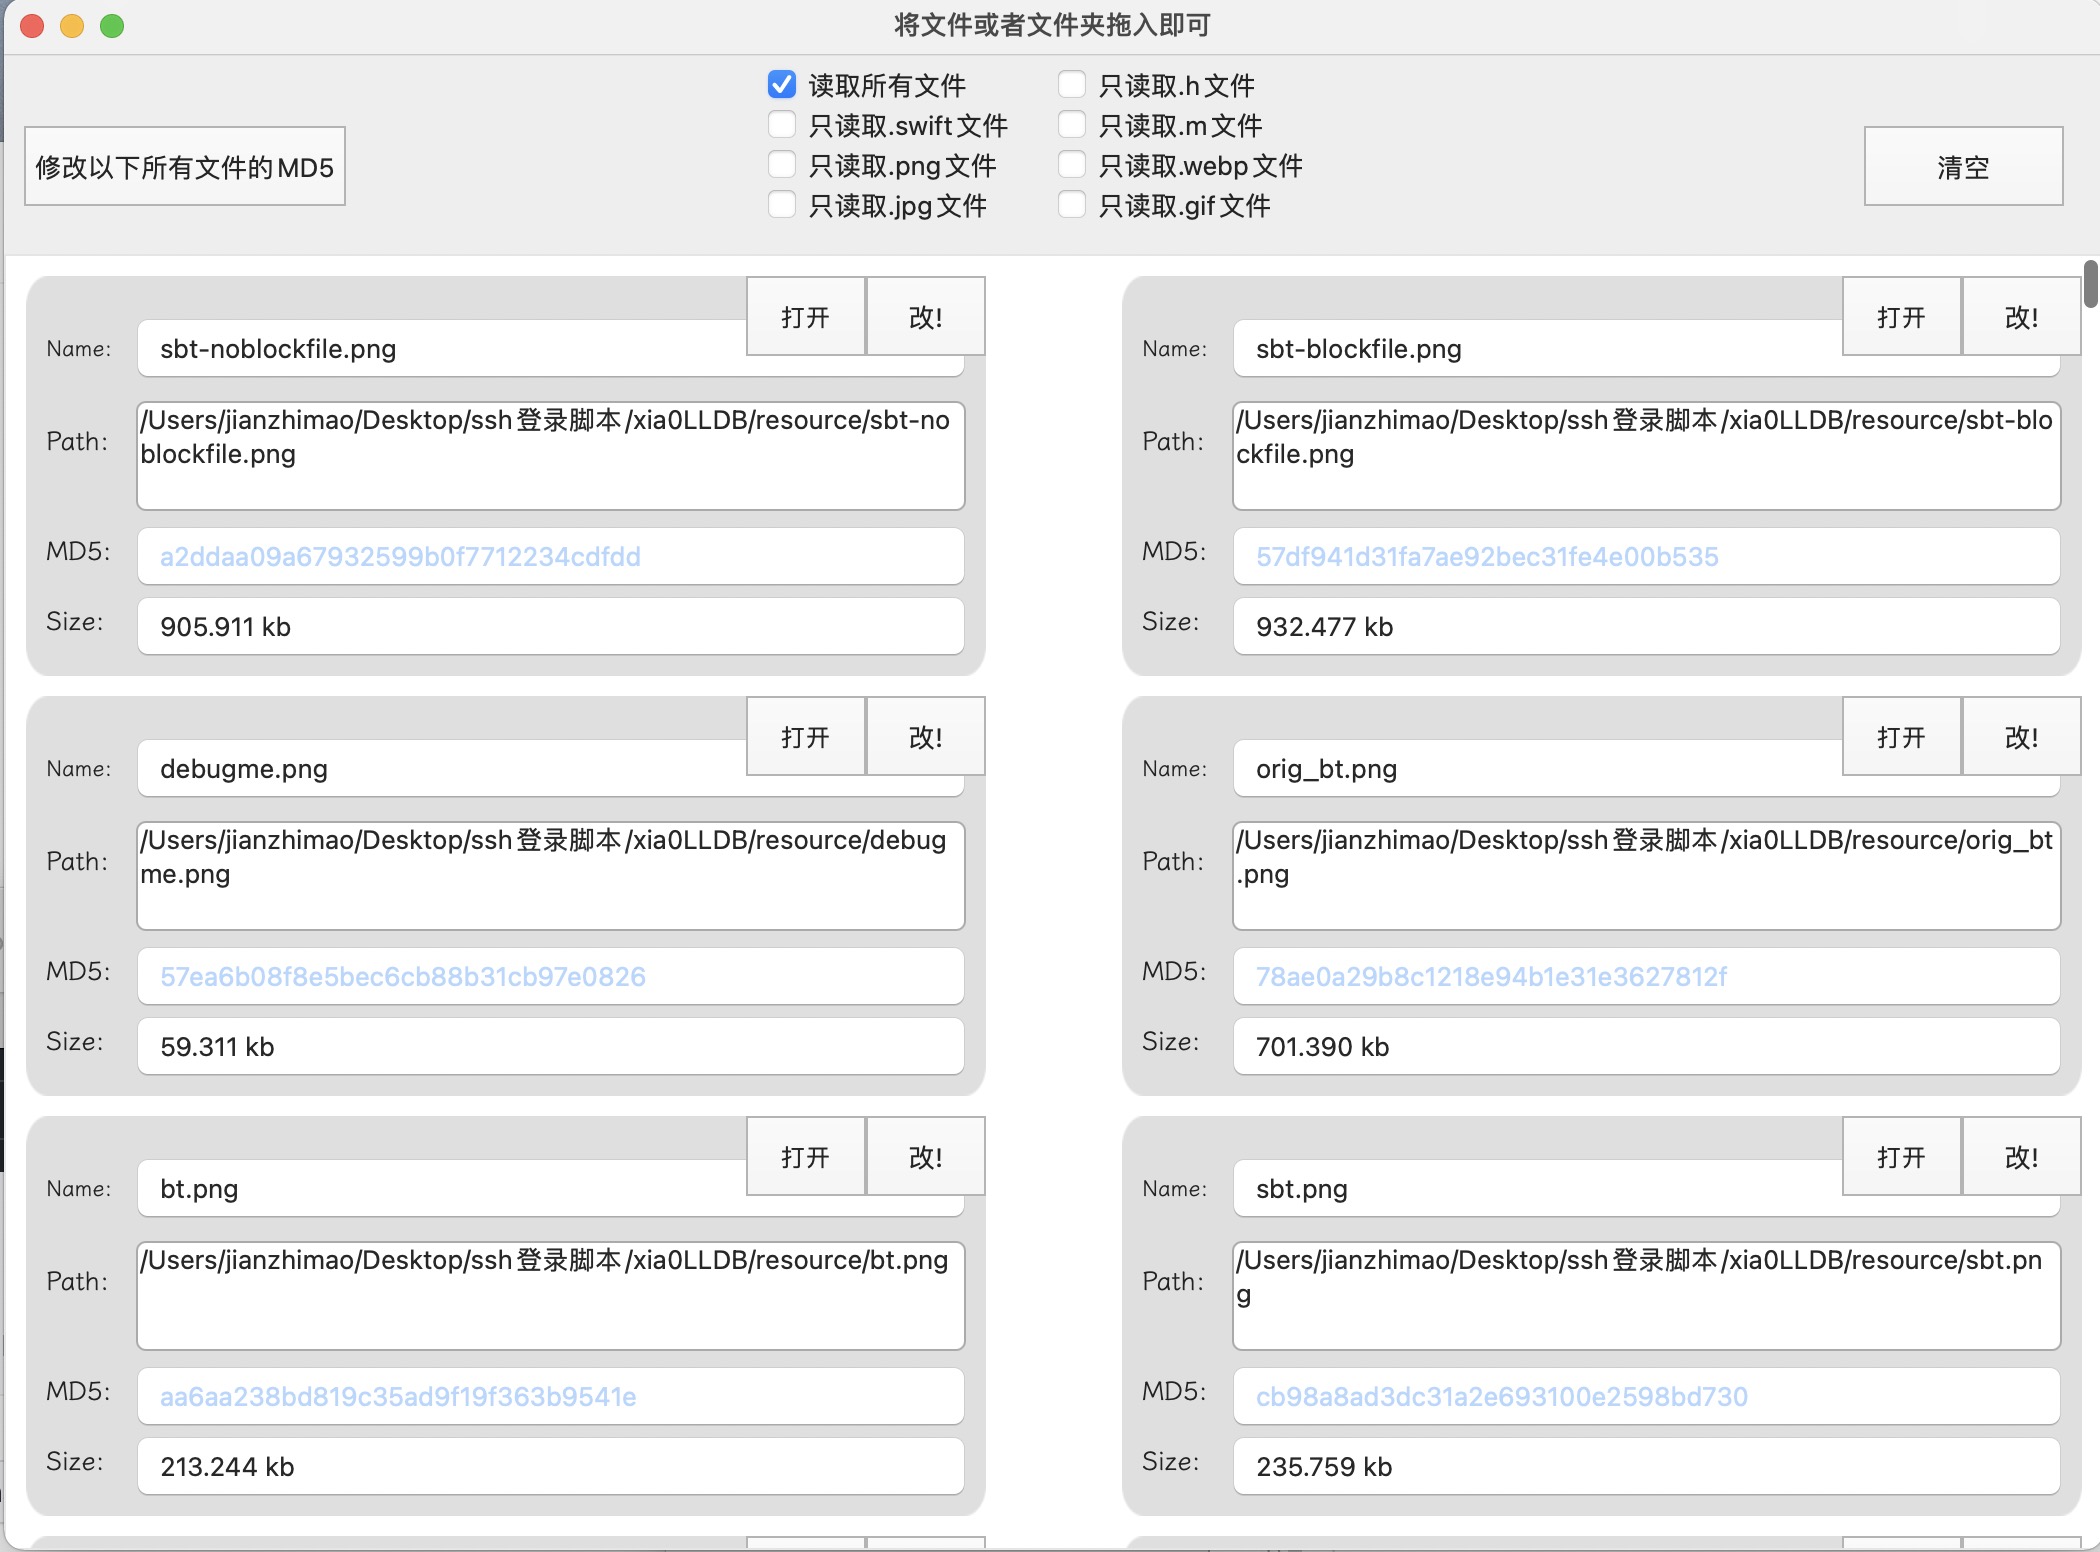 将文件或者文件夹拖入即可
修改以下所有文件的MD5
读取所有文件
只读取.h文件
只读取.swift文件
只读取.m文件
只读取.png文件
只读取.webp文件
只读取.jpg文件
只读取.gif文件
清空
打开
改!
Name:
sbt-noblockfile.png
Path:
/Users/jianzhimao/Desktop/ssh登录脚本/xia0LLDB/resource/sbt-no
blockfile.png
MD5:
a2ddaa09a67932599b0f7712234cdfdd
Size:
905.911 kb
打开
改!
Name:
sbt-blockfile.png
Path:
/Users/jianzhimao/Desktop/ssh登录脚本/xia0LLDB/resource/sbt-blo
ckfile.png
MD5:
57df941d31fa7ae92bec31fe4e00b535
Size:
932.477 kb
打开
改!
Name:
debugme.png
Path:
/Users/jianzhimao/Desktop/ssh登录脚本/xia0LLDB/resource/debug
me.png
MD5:
57ea6b08f8e5bec6cb88b31cb97e0826
Size:
59.311 kb
打开
改!
Name:
orig_bt.png
Path:
/Users/jianzhimao/Desktop/ssh登录脚本/xia0LLDB/resource/orig_bt
.png
MD5:
78ae0a29b8c1218e94b1e31e3627812f
Size:
701.390 kb
打开
改!
Name:
bt.png
Path:
/Users/jianzhimao/Desktop/ssh登录脚本/xia0LLDB/resource/bt.png
MD5:
aa6aa238bd819c35ad9f19f363b9541e
Size:
213.244 kb
打开
改!
Name:
sbt.png
Path:
/Users/jianzhimao/Desktop/ssh登录脚本/xia0LLDB/resource/sbt.pn
g
MD5:
cb98a8ad3dc31a2e693100e2598bd730
Size:
235.759 kb